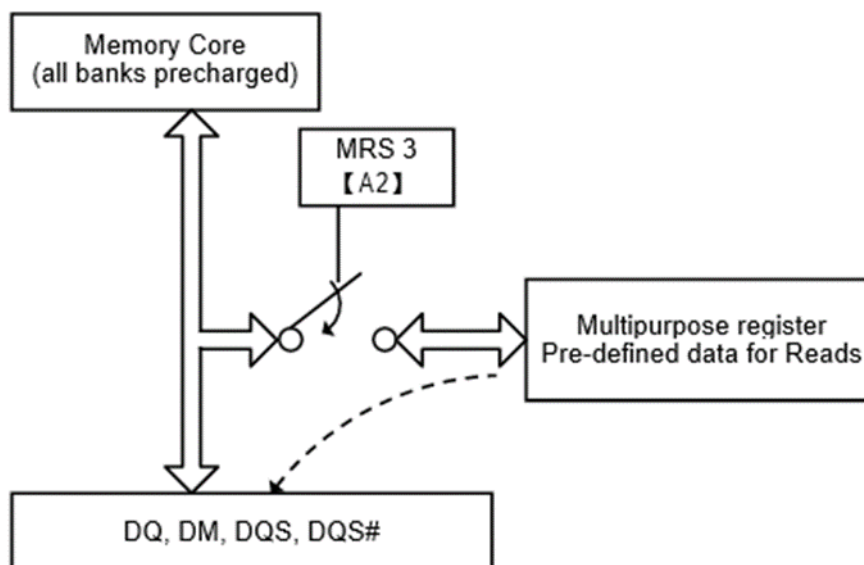 Memory Core
(all banks precharged)
MRS 3
【A2】
Multipurpose register
Pre-defined data for Reads
DQ, DM, DQS, DQS#